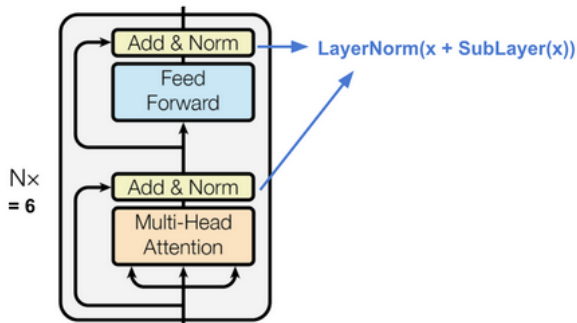 Add & Norm
LayerNorm(x + SubLayer(x))
Feed
Forward
N×
= 6
Add & Norm
Multi-Head
Attention